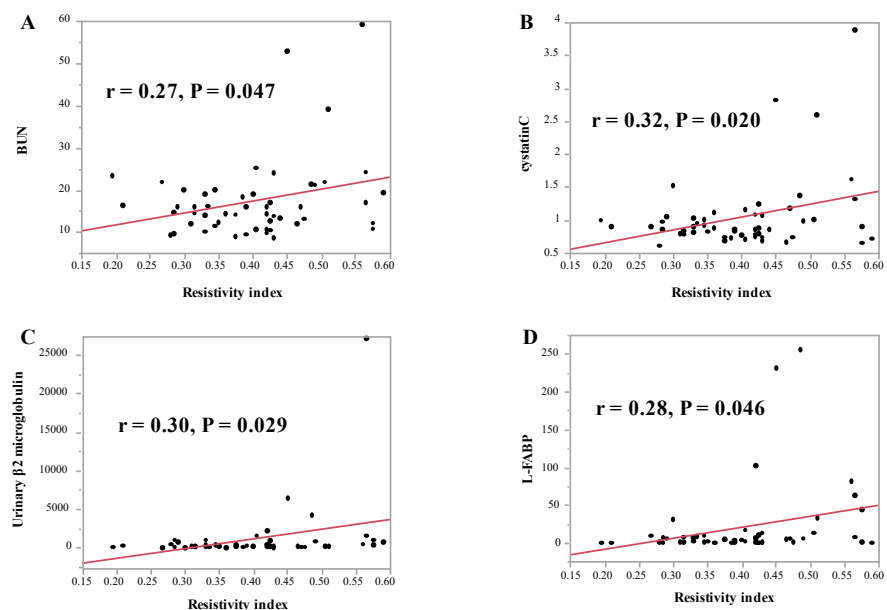 A
60
50
40
30
20
10
BUN
r = 0.27, P = 0.047
0.15 0.20 0.25 0.30 0.35 0.40 0.45 0.50 0.55 0.60
Resistivity index
B
4
3.5
3
2.5
2
1.5
1
0.5
cystatinC
r = 0.32, P = 0.020
0.15 0.20 0.25 0.30 0.35 0.40 0.45 0.50 0.55 0.60
Resistivity index
C
25000
20000
15000
10000
5000
0
Urinary β2 microglobulin
r = 0.30, P = 0.029
0.15 0.20 0.25 0.30 0.35 0.40 0.45 0.50 0.55 0.60
Resistivity index
D
250
200
150
100
50
0
L-FABP
r = 0.28, P = 0.046
0.15 0.20 0.25 0.30 0.35 0.40 0.45 0.50 0.55 0.60
Resistivity index